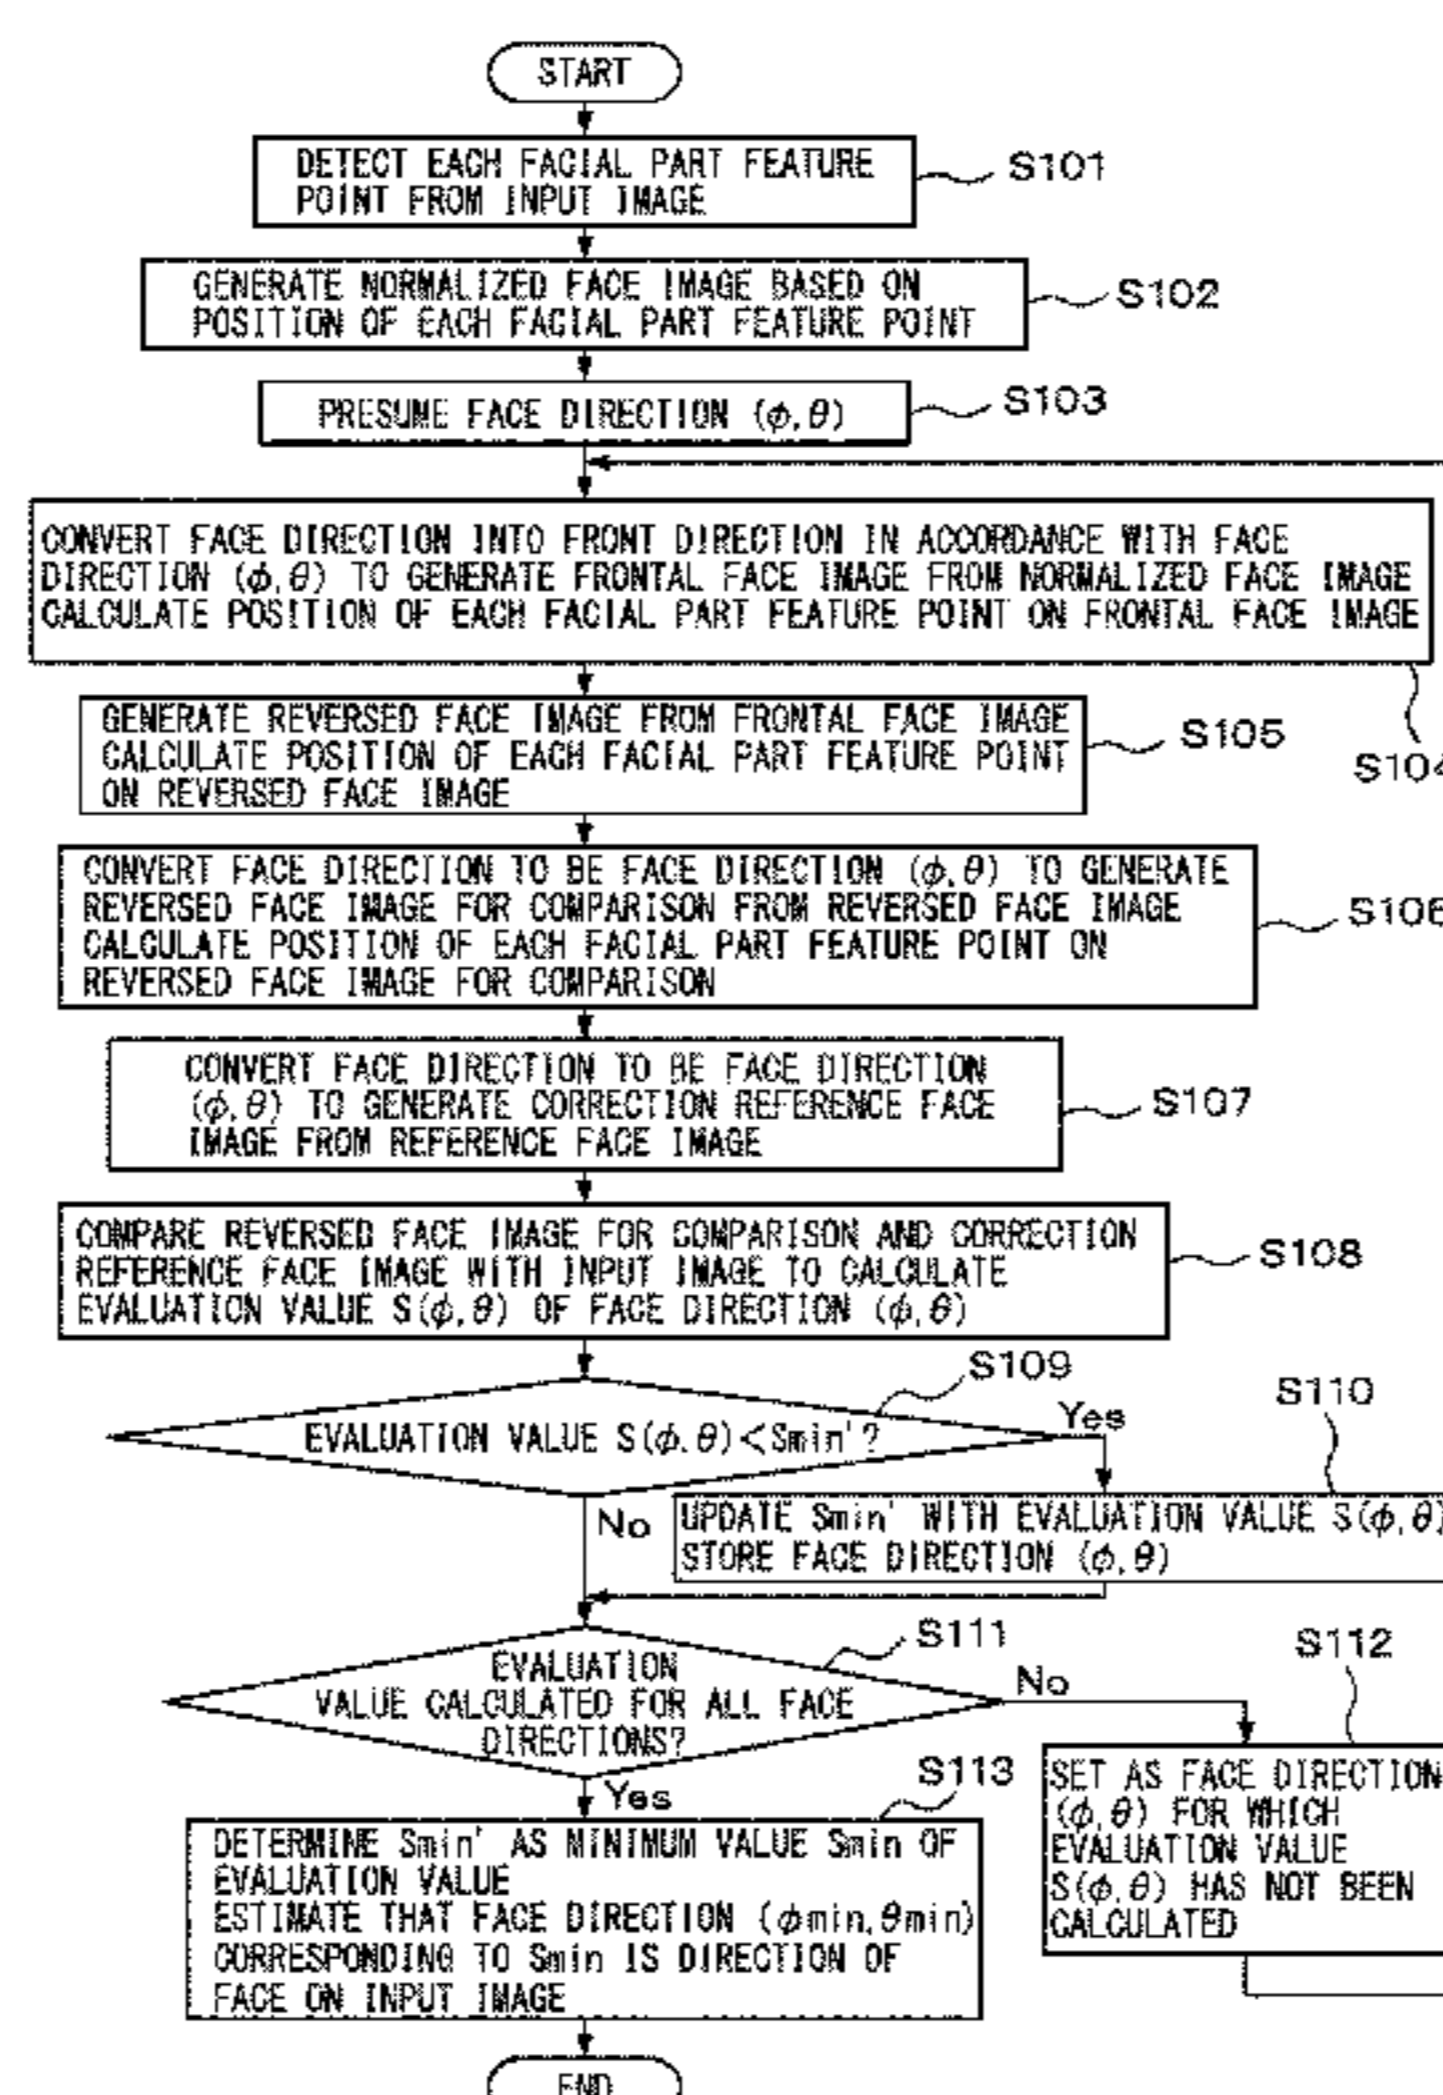 START
DETECT EACH FACIAL PART FEATURE
POINT FROM INPUT IMAGE
S101
GENERATE NORMALIZED FACE IMAGE BASED ON
POSITION OF EACH FACIAL PART FEATURE POINT
S102
PRESUME FACE DIRECTION (φ,θ)
S103
CONVERT FACE DIRECTION INTO FRONT DIRECTION IN ACCORDANCE WITH FACE
DIRECTION (φ,θ) TO GENERATE FRONTAL FACE IMAGE FROM NORMALIZED FACE IMAGE
CALCULATE POSITION OF EACH FACIAL PART FEATURE POINT ON FRONTAL FACE IMAGE
S104
GENERATE REVERSED FACE IMAGE FROM FRONTAL FACE IMAGE
CALCULATE POSITION OF EACH FACIAL PART FEATURE POINT
ON REVERSED FACE IMAGE
S105
CONVERT FACE DIRECTION TO BE FACE DIRECTION (φ,θ) TO GENERATE
REVERSED FACE IMAGE FOR COMPARISON FROM REVERSED FACE IMAGE
CALCULATE POSITION OF EACH FACIAL PART FEATURE POINT ON
REVERSED FACE IMAGE FOR COMPARISON
S106
CONVERT FACE DIRECTION TO BE FACE DIRECTION
(φ,θ) TO GENERATE CORRECTION REFERENCE FACE
IMAGE FROM REFERENCE FACE IMAGE
S107
COMPARE REVERSED FACE IMAGE FOR COMPARISON AND CORRECTION
REFERENCE FACE IMAGE WITH INPUT IMAGE TO CALCULATE
EVALUATION VALUE S(φ,θ) OF FACE DIRECTION (φ,θ)
S108
S109
EVALUATION VALUE S(φ,θ)<Smin'?
Yes
No
S110
UPDATE Smin' WITH EVALUATION VALUE S(φ,θ)
STORE FACE DIRECTION (φ,θ)
S111
EVALUATION
VALUE CALCULATED FOR ALL FACE
DIRECTIONS?
No
Yes
S112
SET AS FACE DIRECTION
(φ,θ) FOR WHICH
EVALUATION VALUE
S(φ,θ) HAS NOT BEEN
CALCULATED
S113
DETERMINE Smin' AS MINIMUM VALUE Smin OF
EVALUATION VALUE
ESTIMATE THAT FACE DIRECTION (φmin,θmin)
CORRESPONDING TO Smin IS DIRECTION OF
FACE ON INPUT IMAGE
END